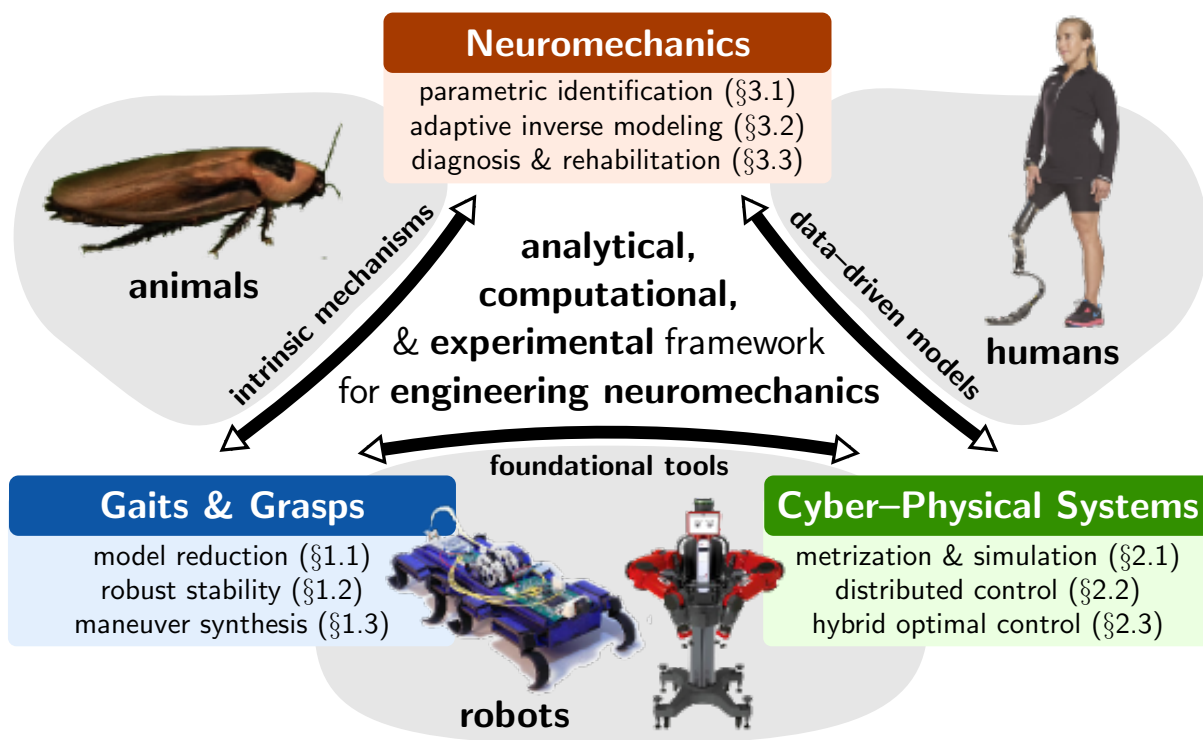 Neuromechanics
parametric identification (§3.1)
adaptive inverse modeling (§3.2)
diagnosis & rehabilitation (§3.3)
animals
intrinsic mechanisms
analytical,
computational,
& experimental framework
for engineering neuromechanics
data–driven models
humans
foundational tools
Gaits & Grasps
model reduction (§1.1)
robust stability (§1.2)
maneuver synthesis (§1.3)
Cyber–Physical Systems
metrization & simulation (§2.1)
distributed control (§2.2)
hybrid optimal control (§2.3)
robots